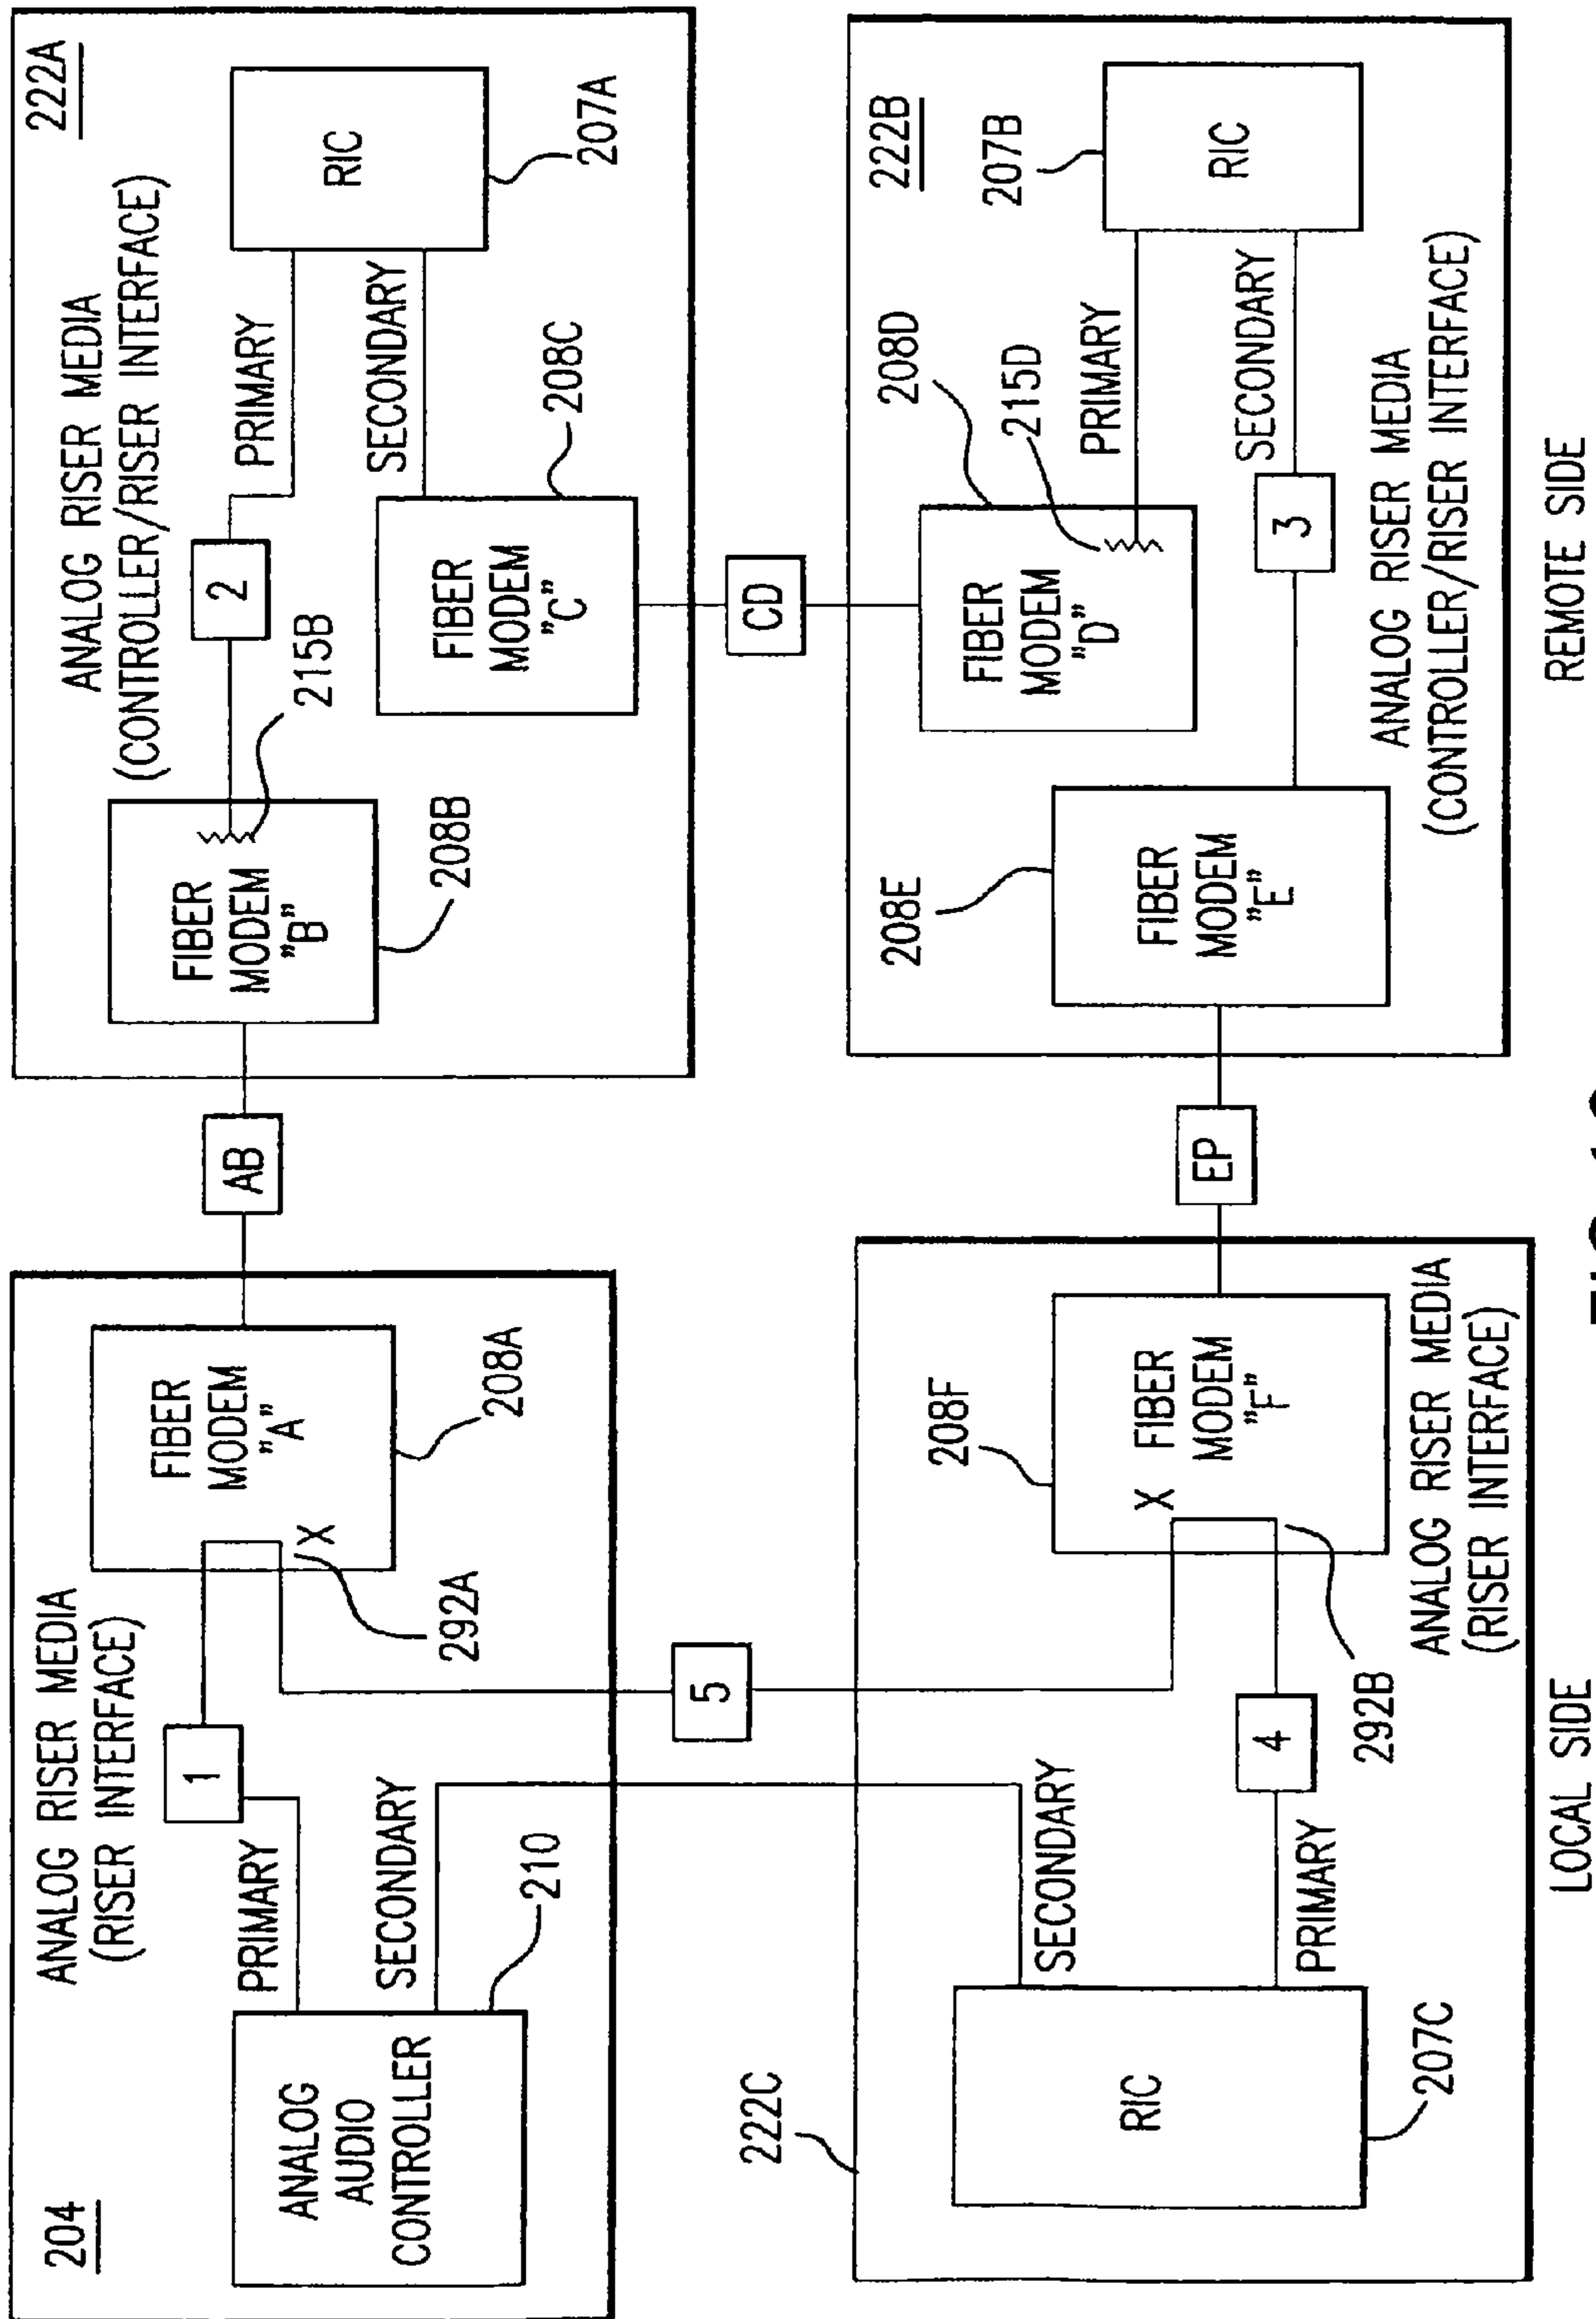 204
ANALOG RISER MEDIA
(RISER INTERFACE)
ANALOG
AUDIO
CONTROLLER
210
PRIMARY
SECONDARY
1
FIBER
MODEM
"A"
208A
X
292A
AB
222A
ANALOG RISER MEDIA
(CONTROLLER/RISER INTERFACE)
FIBER
MODEM
"B"
208B
215B
2
PRIMARY
SECONDARY
RIC
207A
FIBER
MODEM
"C"
208C
5
CD
222C
RIC
207C
SECONDARY
PRIMARY
4
292B
X
FIBER
MODEM
"F"
208F
ANALOG RISER MEDIA
(RISER INTERFACE)
EP
222B
FIBER
MODEM
"E"
208E
FIBER
MODEM
"D"
208D
215D
PRIMARY
SECONDARY
3
RIC
207B
ANALOG RISER MEDIA
(CONTROLLER/RISER INTERFACE)
LOCAL SIDE
REMOTE SIDE